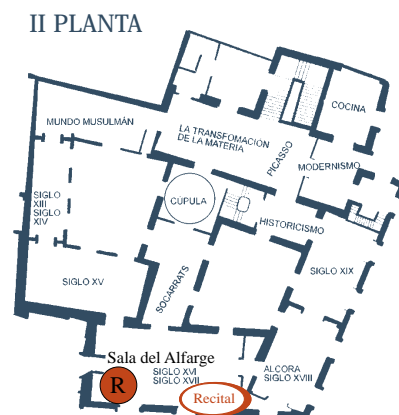 II PLANTA
COCINA
MUNDO MUSULMÁN
LA TRANSFOMACION
DE LA MATERIA
PICASSO
MODERNISMO
SIGLO
XIII
SIGLO
XIV
CÚPULA
HISTORICISMO
SIGLO XV
SOCARRATS
SIGLO XIX
Sala del Alfarge
R
SIGLO XVI
SIGLO XVII
ALCORA
SIGLO XVIII
Recital